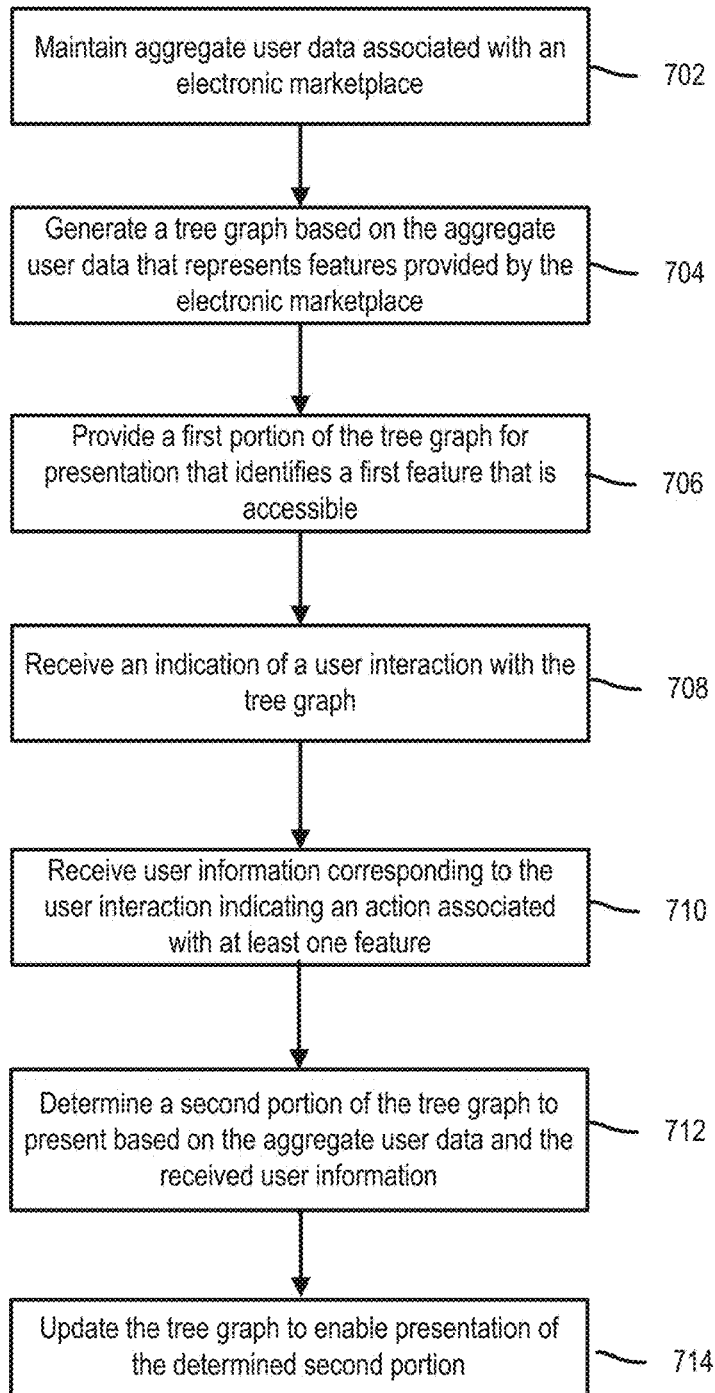 Maintain aggregate user data associated with an
electronic marketplace
702
Generate a tree graph based on the aggregate
user data that represents features provided by the
electronic marketplace
704
Provide a first portion of the tree graph for
presentation that identifies a first feature that is
accessible
706
Receive an indication of a user interaction with the
tree graph
708
Receive user information corresponding to the
user interaction indicating an action associated
with at least one feature
710
Determine a second portion of the tree graph to
present based on the aggregate user data and the
received user information
712
Update the tree graph to enable presentation of
the determined second portion
714